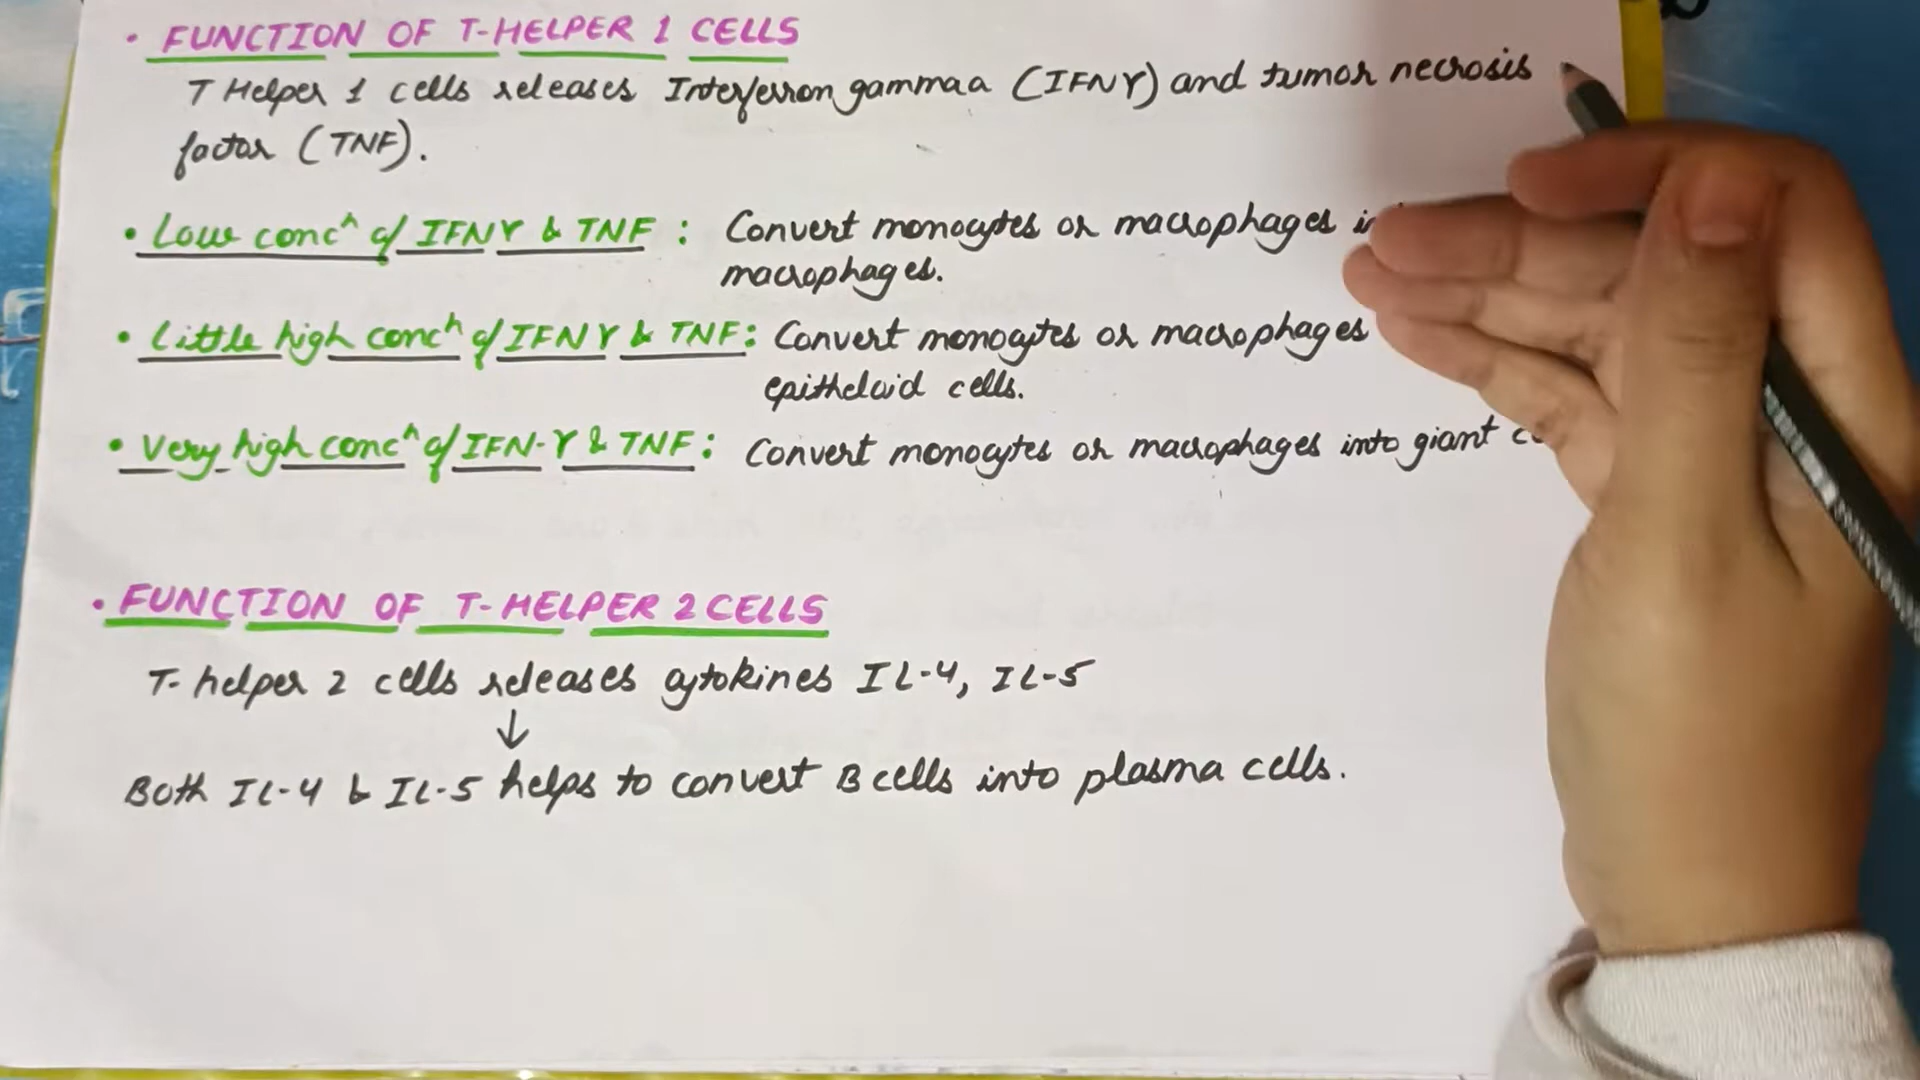 • FUNCTION OF T-HELPER 1 CELLS
T Helper 1 cells releases Interferron gammaa (IFNγ) and tumor necrosis
factor (TNF).
• Low concⁿ of IFNγ & TNF : Convert monocytes or macrophages
macrophages.
• Little high concⁿ of IFNγ & TNF: Convert monocytes or macrophages
epitheloid cells.
• Very high concⁿ of IFN-γ & TNF: Convert monocytes or macrophages into giant
• FUNCTION OF T-HELPER 2 CELLS
T-helper 2 cells releases cytokines IL-4, IL-5
↓
Both IL-4 & IL-5 helps to convert B cells into plasma cells.